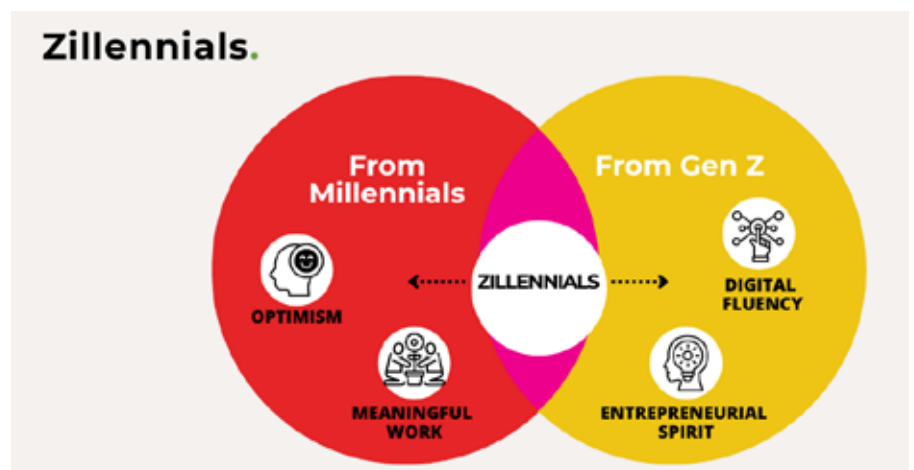 Zillennials.
From
Millennials
From Gen Z
OPTIMISM
MEANINGFUL
WORK
ZILLENNIALS
DIGITAL
FLUENCY
ENTREPRENEURIAL
SPIRIT